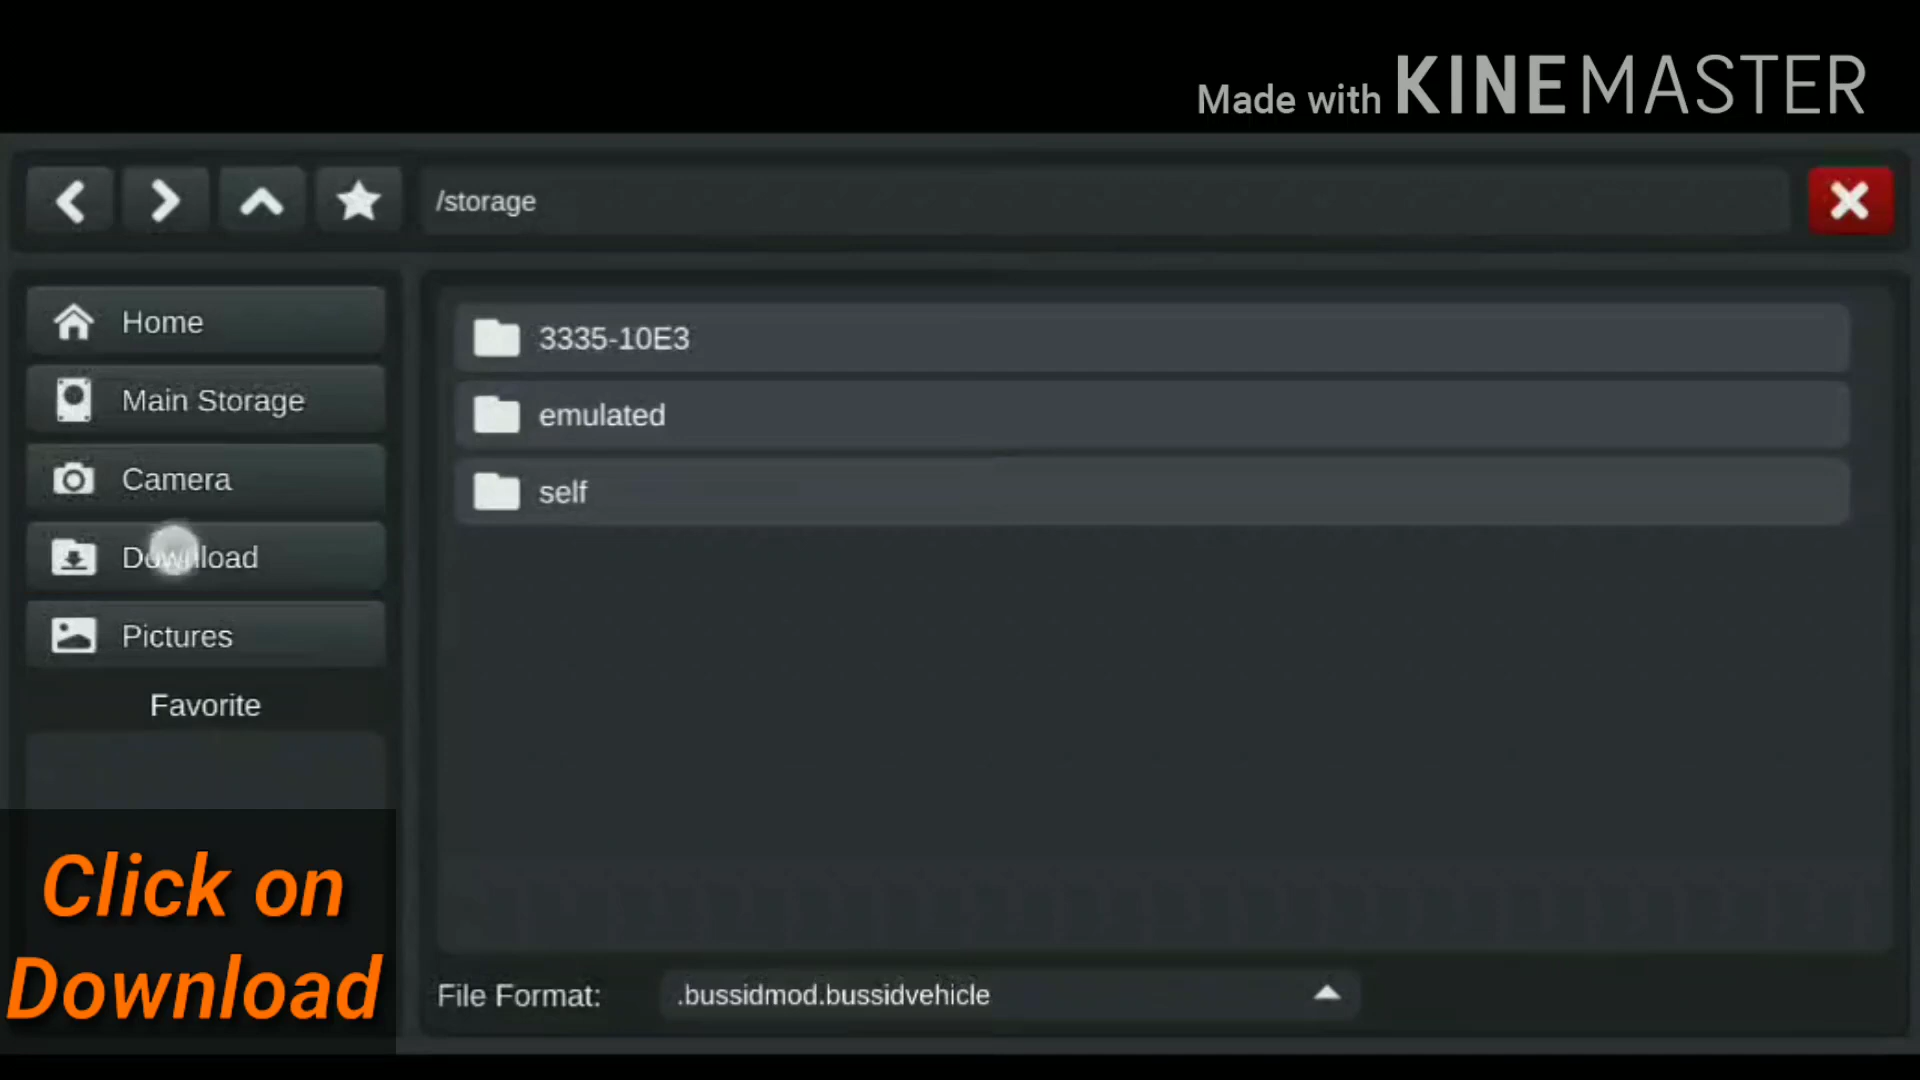 Made with KINEMASTER
/storage
Home
Main Storage
Camera
Download
Pictures
Favorite
3335-10E3
emulated
self
Click on
Download
File Format: .bussidmod.bussidvehicle